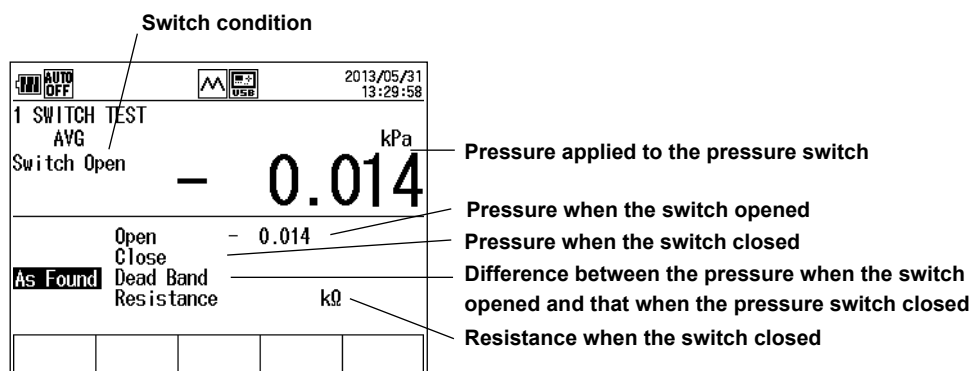 Switch condition
AUTO OFF
USB
2013/05/31
13:29:58
1 SWITCH TEST
AVG
kPa
Switch Open
- 0.014
Pressure applied to the pressure switch
Open - 0.014
Pressure when the switch opened
Close
Pressure when the switch closed
As Found
Dead Band
Difference between the pressure when the switch
opened and that when the pressure switch closed
Resistance kΩ
Resistance when the switch closed